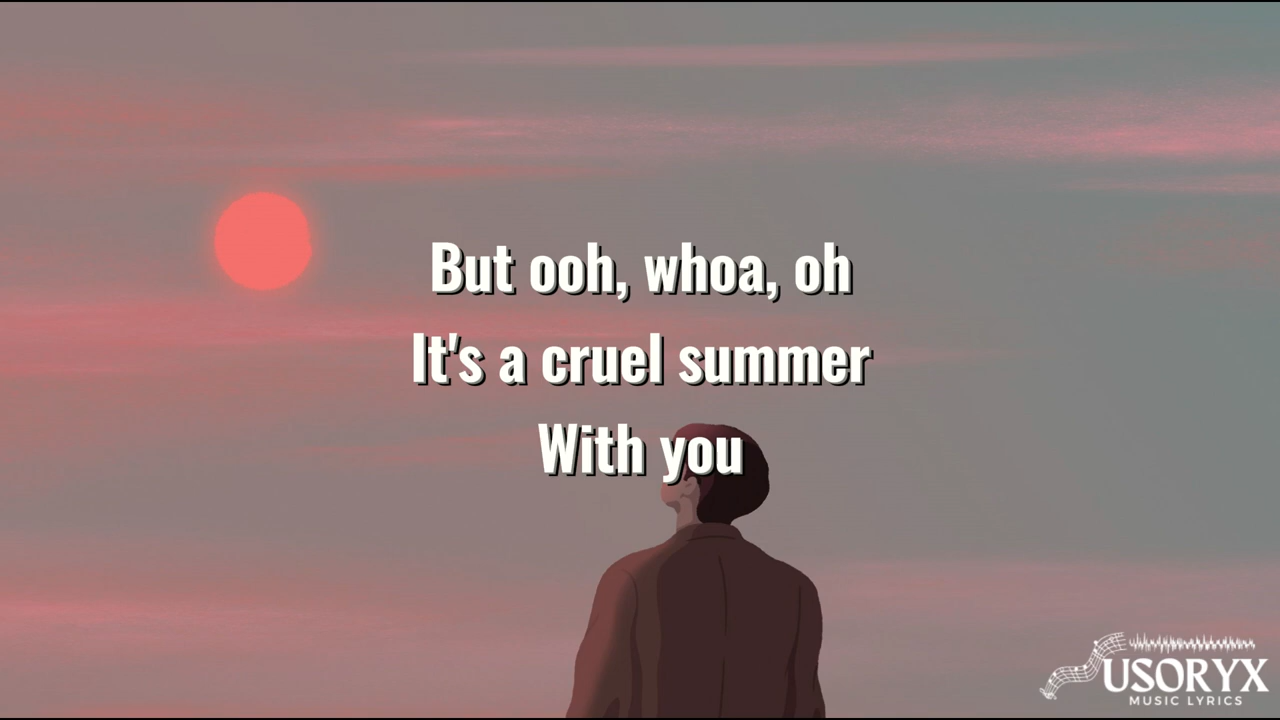 But ooh, whoa, oh
It's a cruel summer
With you
USORYX
MUSIC LYRICS